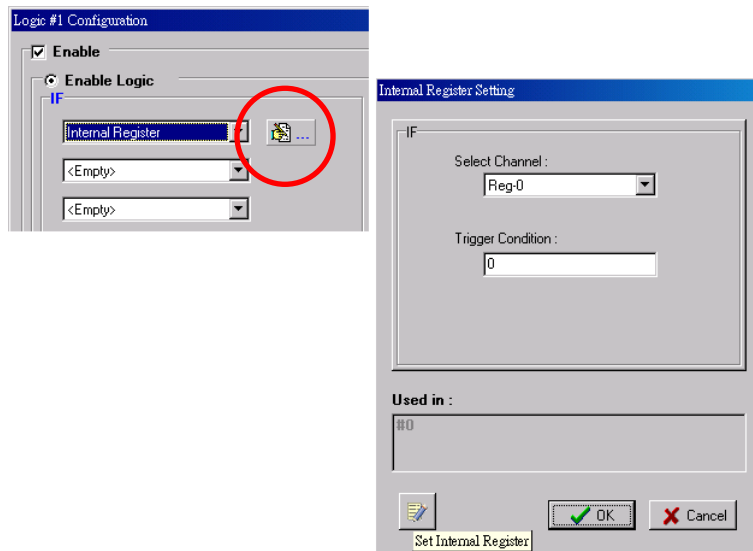 Logic #1 Configuration
Enable
Enable Logic
IF
Internal Register
...
<Empty>
<Empty>
Internal Register Setting
IF
Select Channel :
Reg-0
Trigger Condition :
0
Used in :
#0
OK
Cancel
Set Internal Register